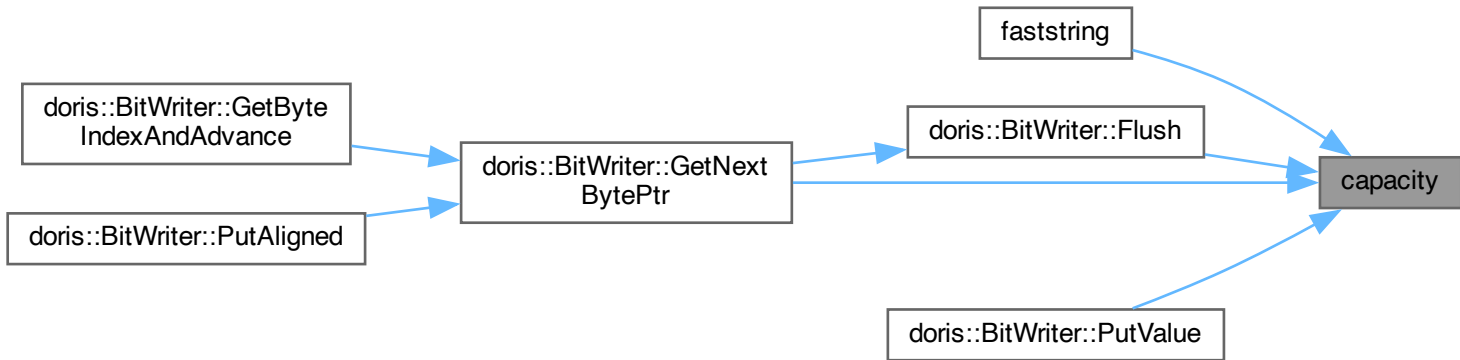 faststring
doris::BitWriter::GetByte
IndexAndAdvance
doris::BitWriter::Flush
doris::BitWriter::GetNext
BytePtr
capacity
doris::BitWriter::PutAligned
doris::BitWriter::PutValue